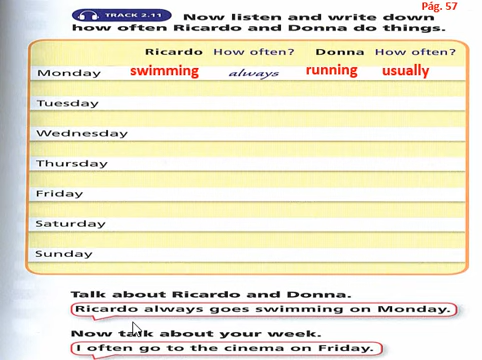 Pág. 57
TRACK 2.11 Now listen and write down
how often Ricardo and Donna do things.
Ricardo How often? Donna How often?
Monday swimming always running usually
Tuesday
Wednesday
Thursday
Friday
Saturday
Sunday
Talk about Ricardo and Donna.
Ricardo always goes swimming on Monday.
Now talk about your week.
I often go to the cinema on Friday.